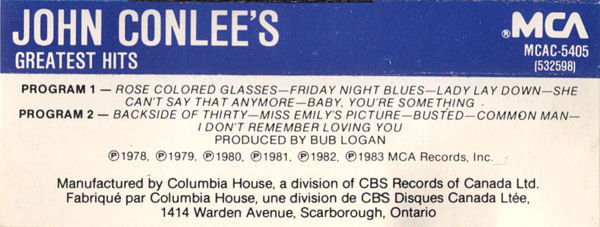 JOHN CONLEE'S
GREATEST HITS
®MCA
MCAC-5405
(532598)
PROGRAM 1 — ROSE COLORED GLASSES—FRIDAY NIGHT BLUES—LADY LAY DOWN—SHE
CAN'T SAY THAT ANYMORE—BABY, YOU'RE SOMETHING
PROGRAM 2 — BACKSIDE OF THIRTY—MISS EMILY'S PICTURE—BUSTED—COMMON MAN—
I DON'T REMEMBER LOVING YOU
PRODUCED BY BUB LOGAN
℗1978, ℗1979, ℗1980, ℗1981, ℗1982, ℗1983 MCA Records, Inc.
Manufactured by Columbia House, a division of CBS Records of Canada Ltd.
Fabriqué par Columbia House, une division de CBS Disques Canada Ltée,
1414 Warden Avenue, Scarborough, Ontario